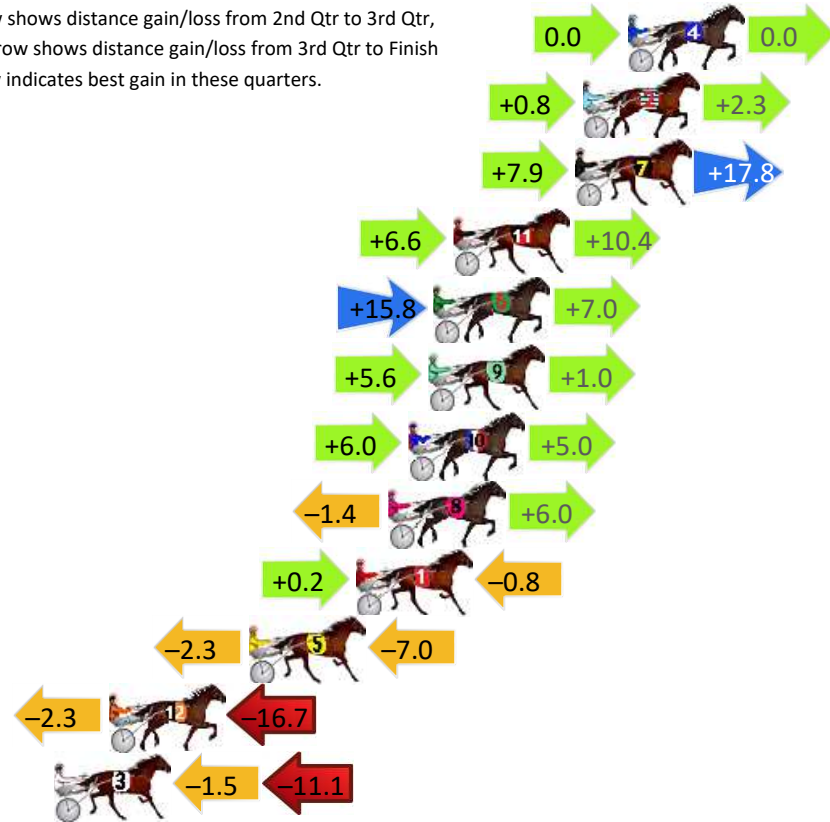 w shows distance gain/loss from 2nd Qtr to 3rd Qtr,
row shows distance gain/loss from 3rd Qtr to Finish
w indicates best gain in these quarters.
0.0 4 0.0
+0.8 2 +2.3
+7.9 7 +17.8
+6.6 11 +10.4
+15.8 6 +7.0
+5.6 9 +1.0
+6.0 10 +5.0
−1.4 8 +6.0
+0.2 1 −0.8
−2.3 5 −7.0
−2.3 12 −16.7
3 −1.5 −11.1